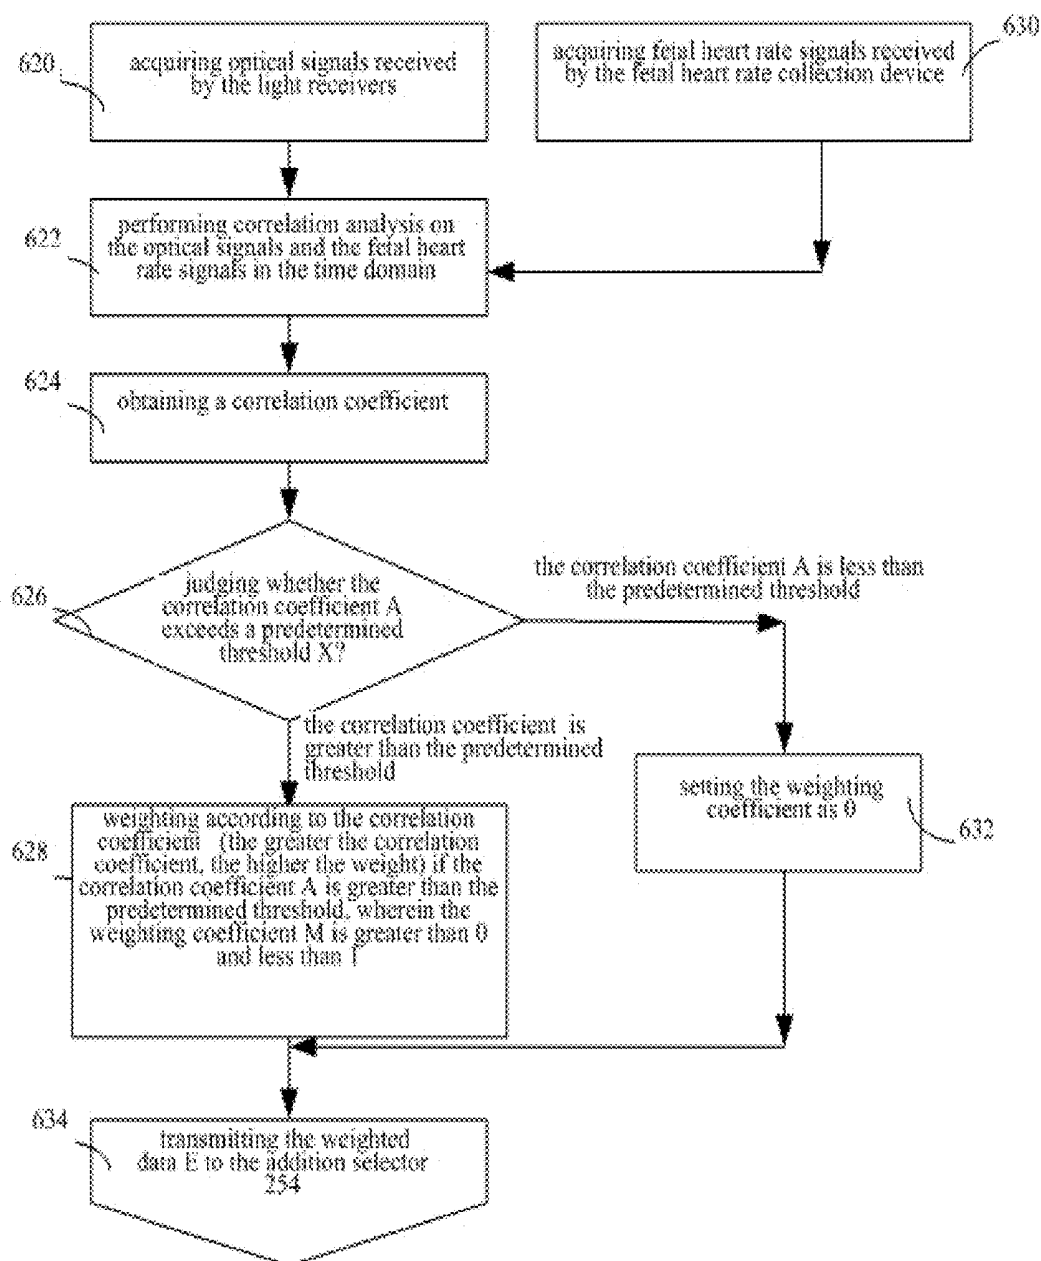 620
acquiring optical signals received
by the light receivers
acquiring fetal heart rate signals received
by the fetal heart rate collection device
630
622
performing correlation analysis on
the optical signals and the fetal heart
rate signals in the time domain
624
obtaining a correlation coefficient
626
judging whether the
correlation coefficient A
exceeds a predetermined
threshold X?
the correlation coefficient A is less than
the predetermined threshold
the correlation coefficient is
greater than the predetermined
threshold
setting the weighting
coefficient as 0
632
628
weighting according to the correlation
coefficient (the greater the correlation
coefficient, the higher the weight) if the
correlation coefficient A is greater than the
predetermined threshold, wherein the
weighting coefficient M is greater than 0
and less than 1
634
transmitting the weighted
data E to the addition selector
254